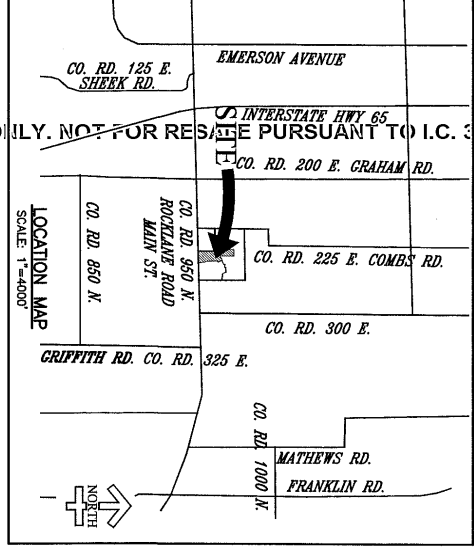 EMERSON AVENUE
CO. RD. 125 E.
SHEEK RD.
INTERSTATE HWY 65
NLY. NOT FOR RESALE PURSUANT TO I.C. 3
SITE
CO. RD. 200 E. GRAHAM RD.
CO. RD. 850 N.
CO. RD. 950 N.
ROCKLANE ROAD
MAIN ST.
LOCATION MAP
SCALE: 1"=4000'
CO. RD. 225 E. COMBS RD.
CO. RD. 300 E.
GRIFFITH RD. CO. RD. 325 E.
CO. RD. 1000 N.
MATHEWS RD.
FRANKLIN RD.
NORTH